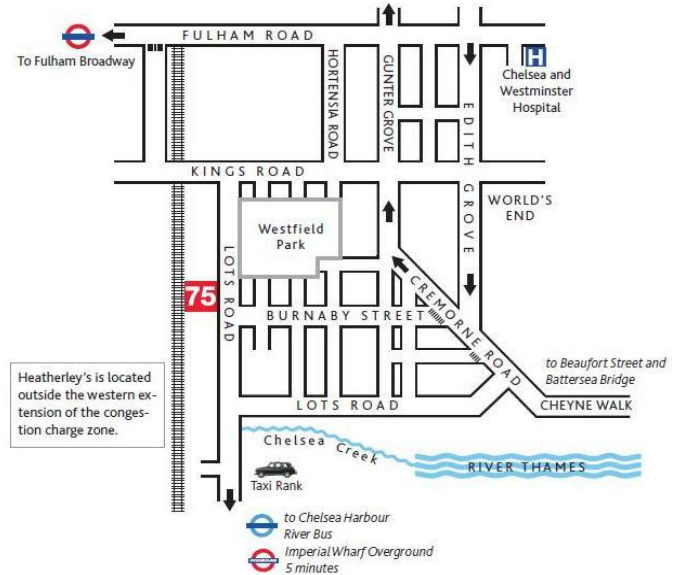 FULHAM ROAD
To Fulham Broadway
H
Chelsea and
Westminster
Hospital
HORTENSIA ROAD
GUNTER GROVE
EDITH GROVE
KINGS ROAD
WORLD'S
END
Westfield
Park
LOTS ROAD
75
CREMORNE ROAD
BURNABY STREET
to Beaufort Street and
Battersea Bridge
Heatherley's is located
outside the western ex-
tension of the conges-
tion charge zone.
LOTS ROAD
CHEYNE WALK
Chelsea Creek
RIVER THAMES
Taxi Rank
to Chelsea Harbour
River Bus
Imperial Wharf Overground
5 minutes